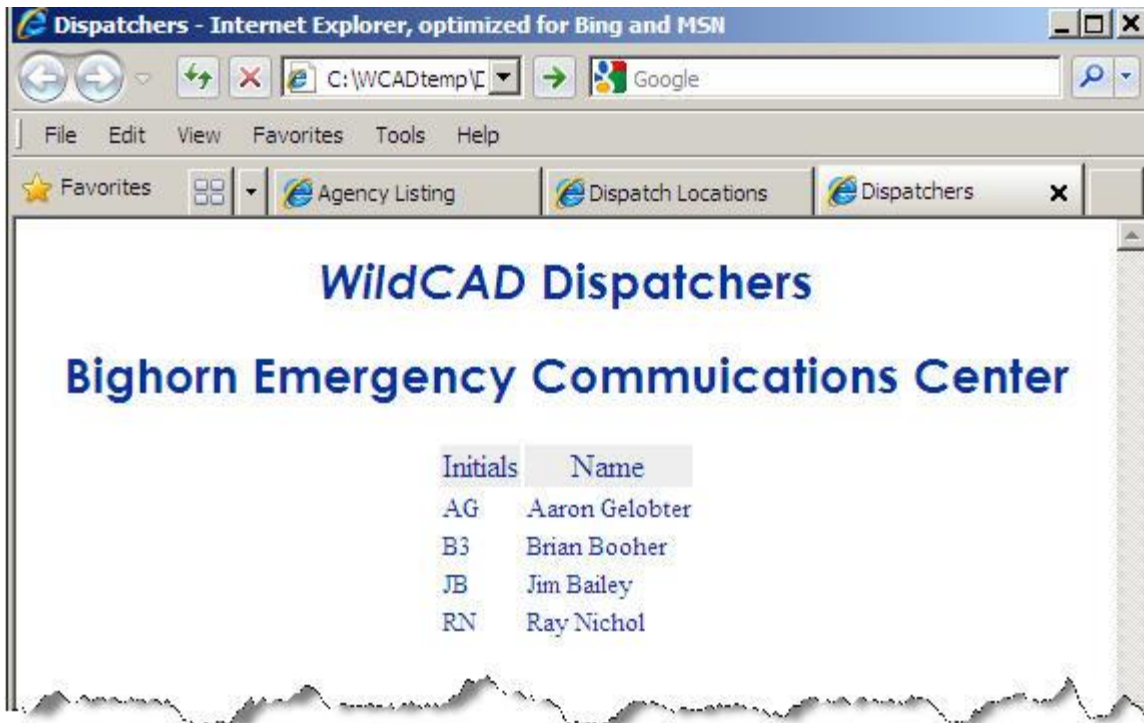 Dispatchers - Internet Explorer, optimized for Bing and MSN
C:\WCADtemp\D
Google
File Edit View Favorites Tools Help
Favorites Agency Listing Dispatch Locations Dispatchers
WildCAD Dispatchers
Bighorn Emergency Commuications Center
Initials Name
AG Aaron Gelobter
B3 Brian Booher
JB Jim Bailey
RN Ray Nichol